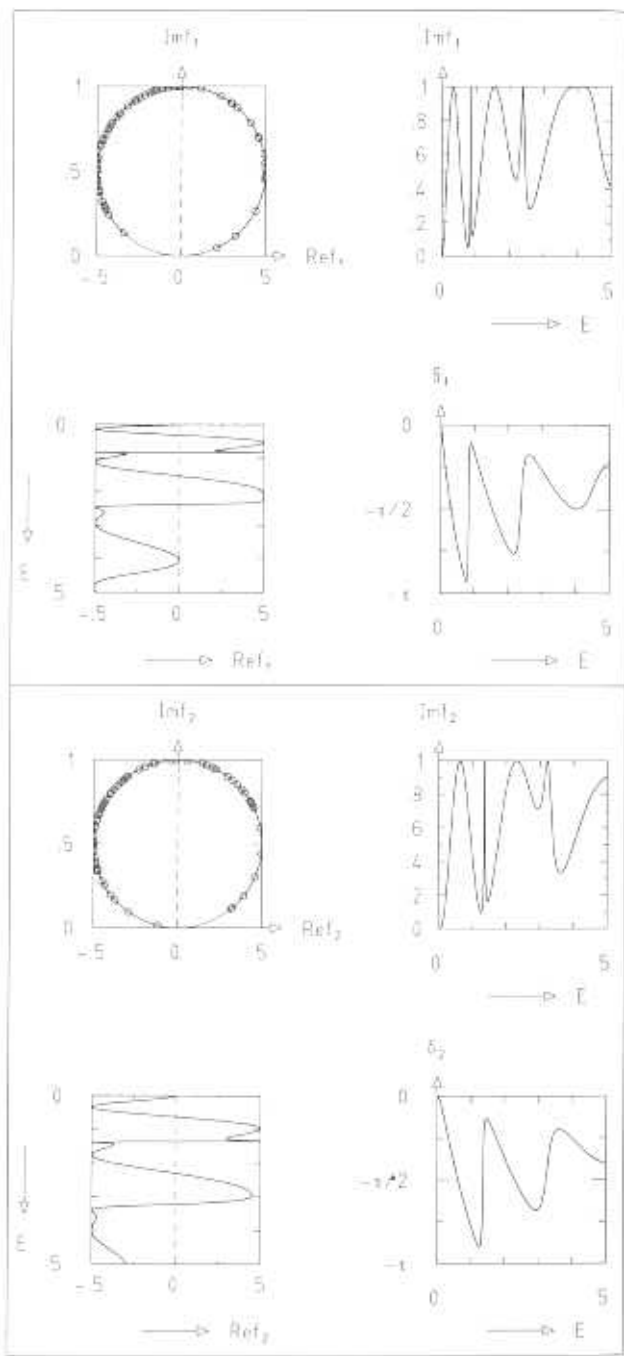 Imf₁ Imf₁
1 1
8
.5 6
4
2
0 Ref₁ 0
-.5 0 .5 0 5
E
δ₁
0 0
-π/2
E
5 -π
-.5 0 .5 0 5
Ref₁ E
Imf₂ Imf₂
1 1
8
.5 6
4
2
0 Ref₂ 0
-.5 0 .5 0 5
E
δ₂
0 0
-π/2
E
5 -π
-.5 0 .5 0 5
Ref₂ E